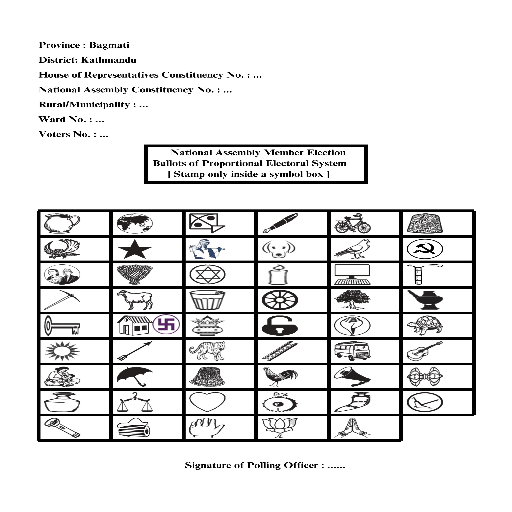 Province : Bagmati
District: Kathmandu
House of Representatives Constituency No. : ...
National Assembly Constituency No. : ...
Rural/Municipality : ...
Ward No. : ...
Voters No. : ...
National Assembly Member Election
Ballots of Proportional Electoral System
[ Stamp only inside a symbol box ]
Signature of Polling Officer : ......